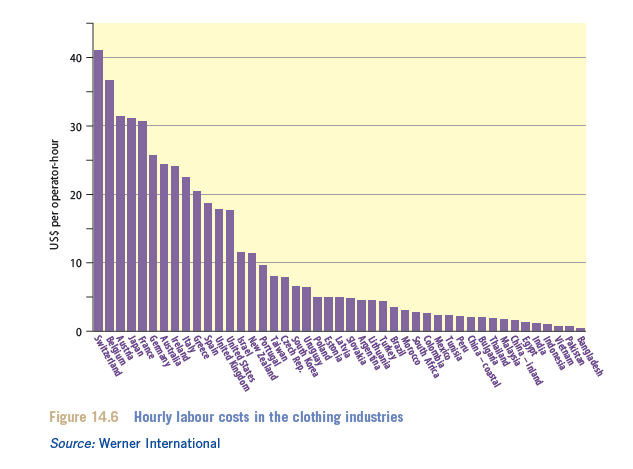 US$ per operator-hour
40
30
20
10
0
Switzerland
Belgium
Austria
Japan
France
Germany
Australia
Ireland
Italy
Greece
Spain
United Kingdom
United States
Israel
New Zealand
Portugal
Taiwan
Czech Rep.
South Korea
Uruguay
Poland
Estonia
Latvia
Slovakia
Argentina
Lithuania
Turkey
Brazil
Morocco
South Africa
Colombia
Mexico
Tunisia
Peru
China – coastal
Bulgaria
Thailand
Malaysia
China – inland
Egypt
India
Indonesia
Vietnam
Pakistan
Bangladesh
Figure 14.6 Hourly labour costs in the clothing industries
Source: Werner International